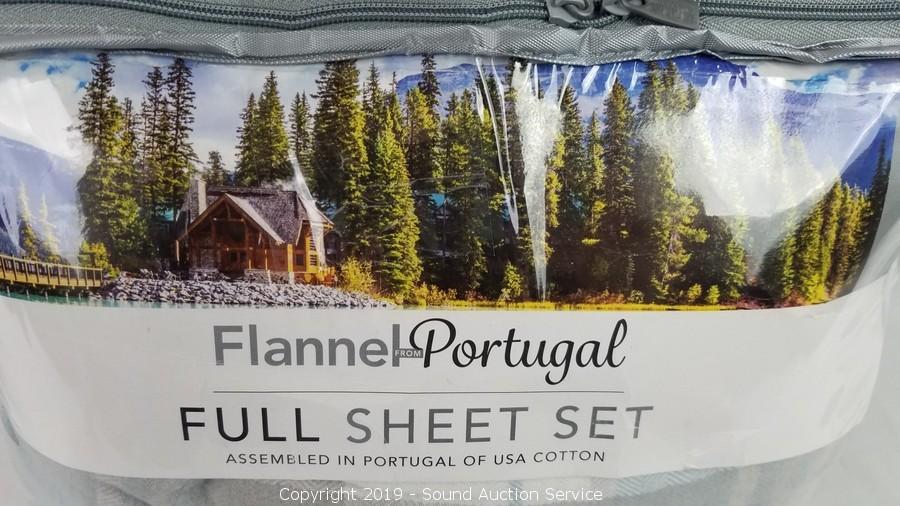 Flannel FROM Portugal
FULL SHEET SET
ASSEMBLED IN PORTUGAL OF USA COTTON
Copyright 2019 - Sound Auction Service